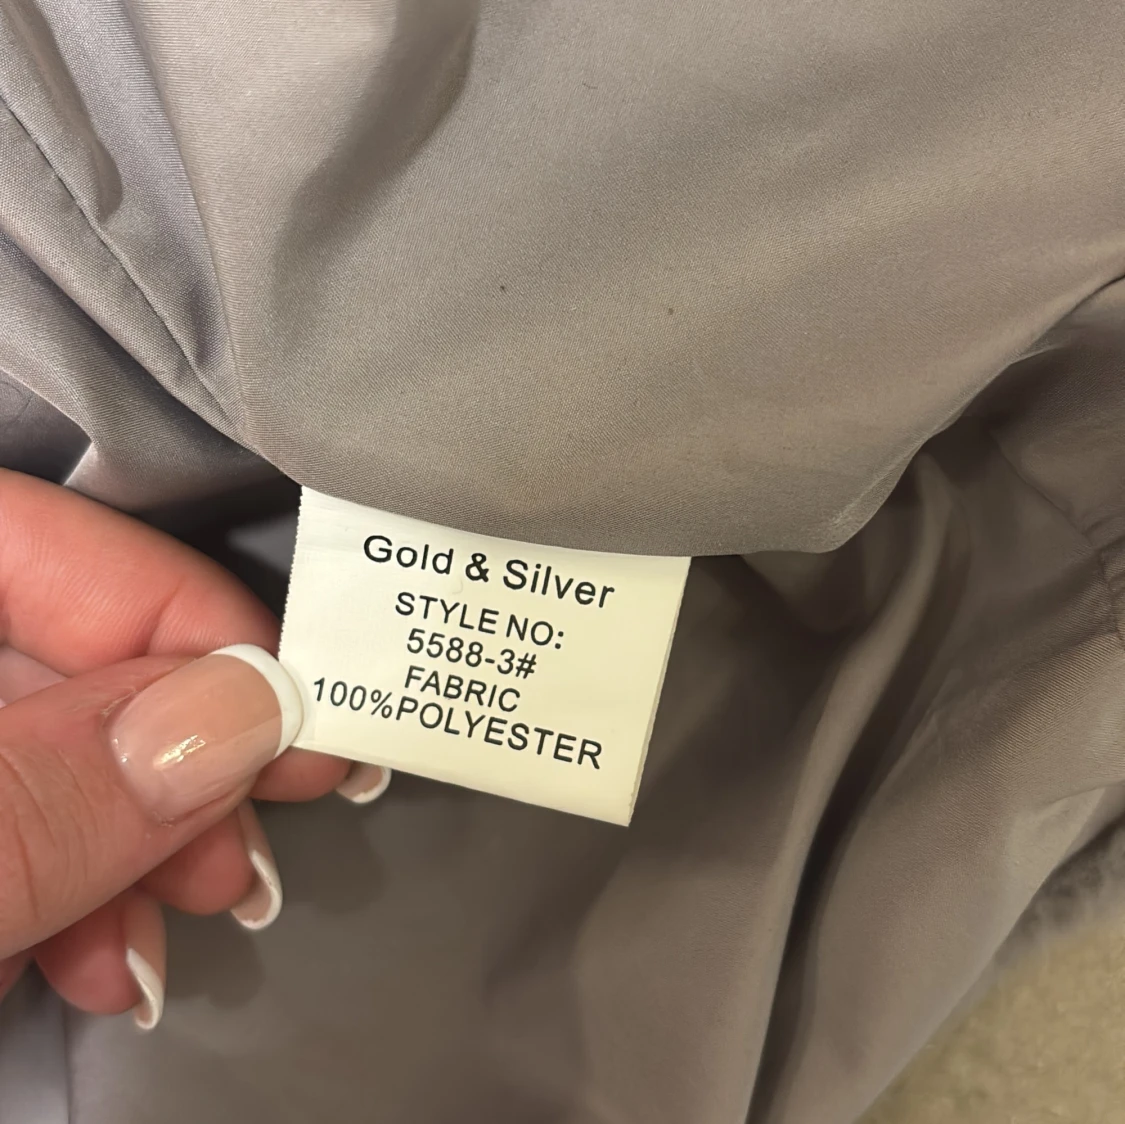 Gold & Silver
STYLE NO:
5588-3#
FABRIC
100%POLYESTER